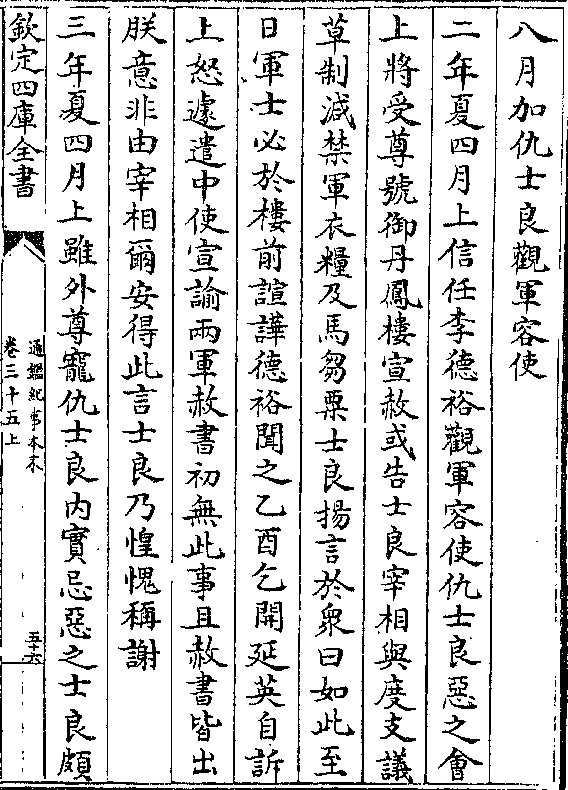 八月加仇士良觀軍容使
二年夏四月上信任李德裕觀軍容使仇士良惡之會
上將受尊號御丹鳳樓宣赦或告士良宰相與度支議
草制減禁軍衣糧及馬芻粟士良揚言於衆曰如此至
日軍士必於樓前諠譁德裕聞之乙酉乞開延英自訴
上怒遽遣中使宣諭兩軍赦書初無此事且赦書皆出
朕意非由宰相爾安得此言士良乃惶愧稱謝
三年夏四月上雖外尊寵仇士良内實忌惡之士良頗
欽定四庫全書
通鑑紀事本末
卷三十五上
五十六